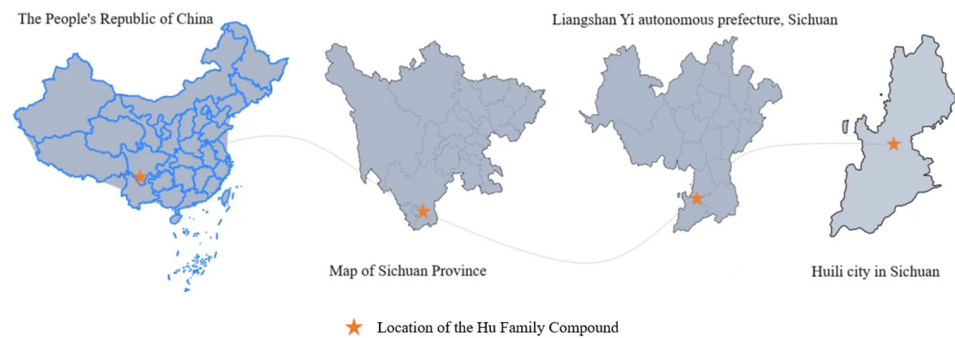 The People's Republic of China
Liangshan Yi autonomous prefecture, Sichuan
Map of Sichuan Province
Huili city in Sichuan
Location of the Hu Family Compound